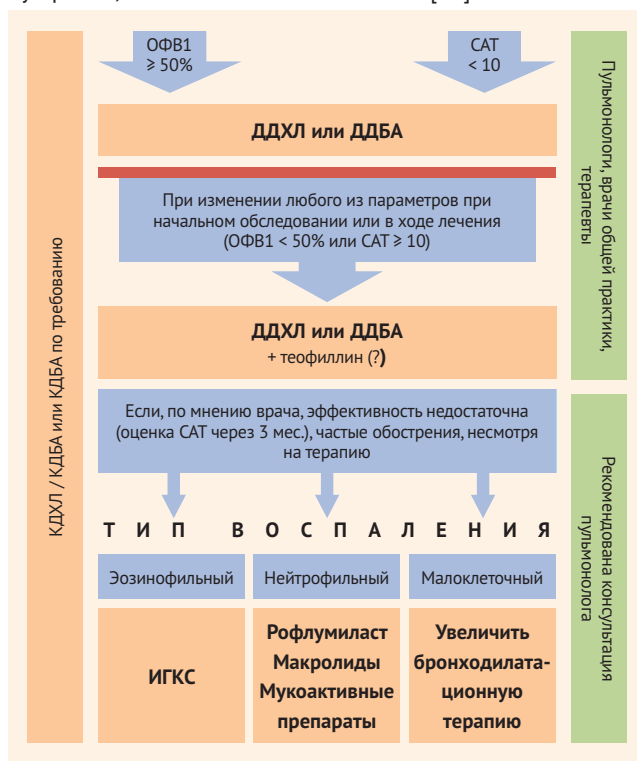 ОФВ1
⩾ 50%
САТ
< 10
ДДХЛ или ДДБА
При изменении любого из параметров при
начальном обследовании или в ходе лечения
(ОФВ1 < 50% или САТ ⩾ 10)
ДДХЛ или ДДБА
+ теофиллин (?)
Если, по мнению врача, эффективность недостаточна
(оценка САТ через 3 мес.), частые обострения, несмотря
на терапию
ТИП ВОСПАЛЕНИЯ
Эозинофильный
Нейтрофильный
Малоклеточный
ИГКС
Рофлумиласт
Макролиды
Мукоактивные
препараты
Увеличить
бронходилата-
ционную
терапию
КДХЛ / КДБА или КДБА по требованию
Пульмонологи, врачи общей практики,
терапевты
Рекомендована консультация
пульмонолога